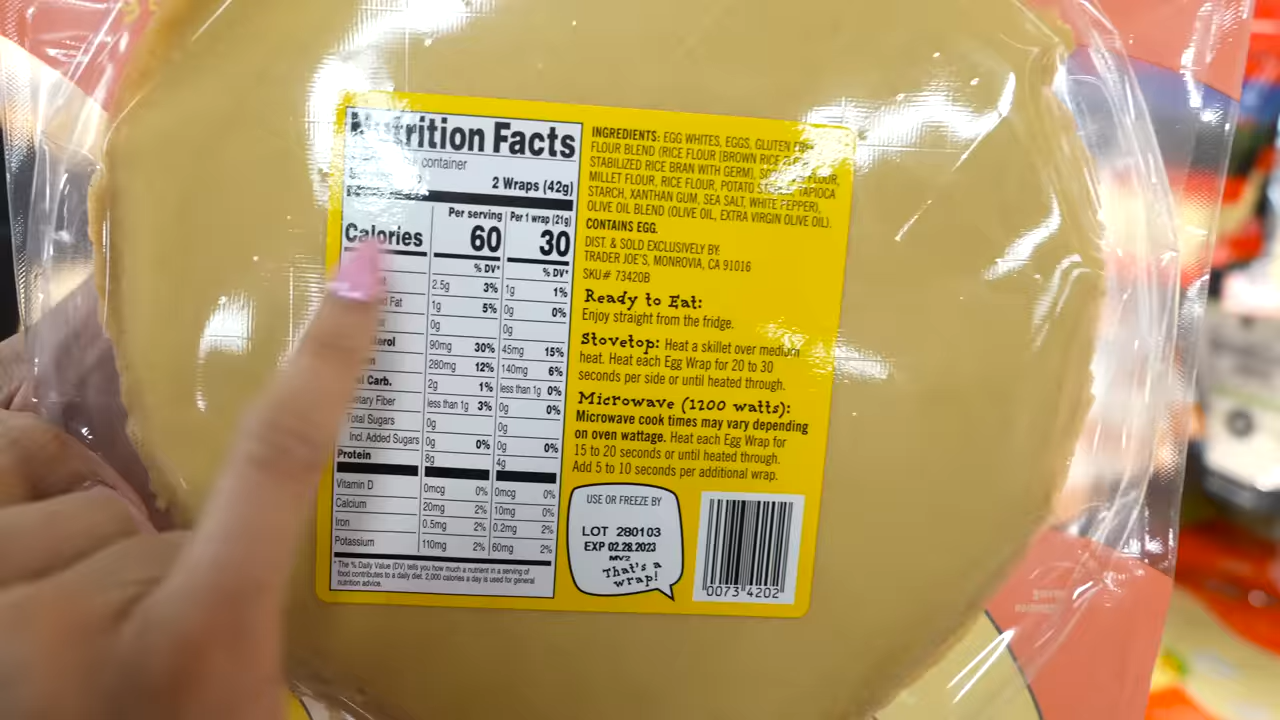 Nutrition Facts
container
2 Wraps (42g)
Per serving Per 1 wrap (21g)
Calories 60 30
% DV* % DV*
2.5g 3% 1g 1%
Fat 1g 5% 0g 0%
0g 0g
90mg 30% 45mg 15%
280mg 12% 140mg 6%
Carb. 2g 1% less than 1g 0%
Fiber less than 1g 3% 0g 0%
Total Sugars 0g 0g
Incl. Added Sugars 0g 0% 0g 0%
Protein 8g 4g
Vitamin D 0mcg 0% 0mcg 0%
Calcium 20mg 2% 10mg 0%
Iron 0.5mg 2% 0.2mg 2%
Potassium 110mg 2% 60mg 2%
* The % Daily Value (DV) tells you how much a nutrient in a serving of
food contributes to a daily diet. 2,000 calories a day is used for general
nutrition advice.
INGREDIENTS: EGG WHITES, EGGS, GLUTEN
FLOUR BLEND (RICE FLOUR [BROWN RICE
STABILIZED RICE BRAN WITH GERM], FLOUR,
MILLET FLOUR, RICE FLOUR, POTATO TAPIOCA
STARCH, XANTHAN GUM, SEA SALT, WHITE PEPPER),
OLIVE OIL BLEND (OLIVE OIL, EXTRA VIRGIN OLIVE OIL).
CONTAINS EGG.
DIST. & SOLD EXCLUSIVELY BY:
TRADER JOE'S, MONROVIA, CA 91016
SKU# 73420B
Ready to Eat:
Enjoy straight from the fridge.
Stovetop: Heat a skillet over medium
heat. Heat each Egg Wrap for 20 to 30
seconds per side or until heated through.
Microwave (1200 watts):
Microwave cook times may vary depending
on oven wattage. Heat each Egg Wrap for
15 to 20 seconds or until heated through.
Add 5 to 10 seconds per additional wrap.
USE OR FREEZE BY
LOT 280103
EXP 02.28.2023
MV2
That's a
wrap!
0073 4202